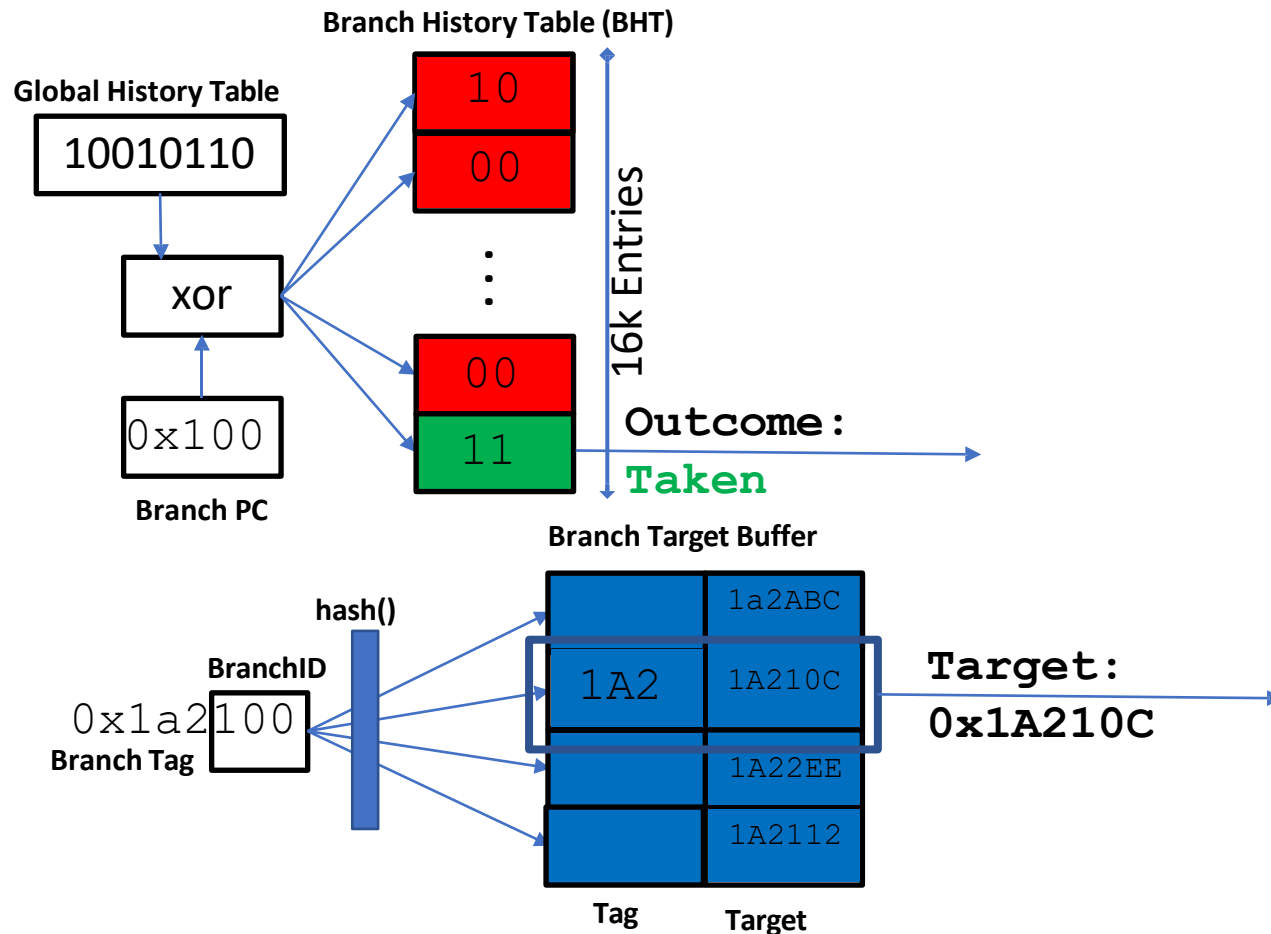 Branch History Table (BHT)
Global History Table
10010110
10
00
⋮
xor
16k Entries
00
0x100
11
Outcome:
Taken
Branch PC
Branch Target Buffer
hash()
BranchID
0x1a2100
Branch Tag
1a2ABC
1A2
1A210C
1A22EE
1A2112
Target:
0x1A210C
Tag
Target